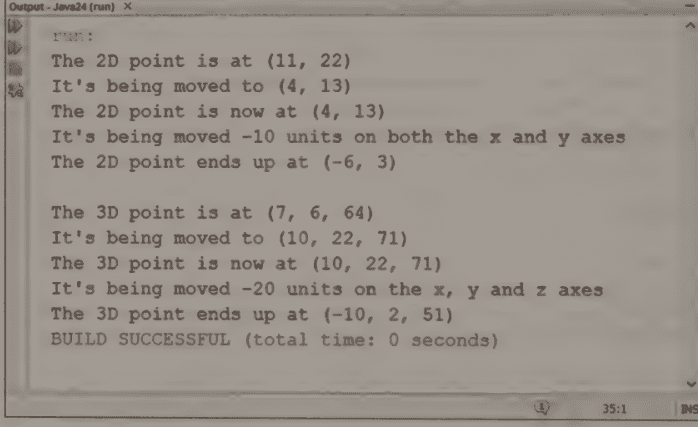 Output - Java24 (run) ×
run:
The 2D point is at (11, 22)
It's being moved to (4, 13)
The 2D point is now at (4, 13)
It's being moved -10 units on both the x and y axes
The 2D point ends up at (-6, 3)
The 3D point is at (7, 6, 64)
It's being moved to (10, 22, 71)
The 3D point is now at (10, 22, 71)
It's being moved -20 units on the x, y and z axes
The 3D point ends up at (-10, 2, 51)
BUILD SUCCESSFUL (total time: 0 seconds)
35:1 INS